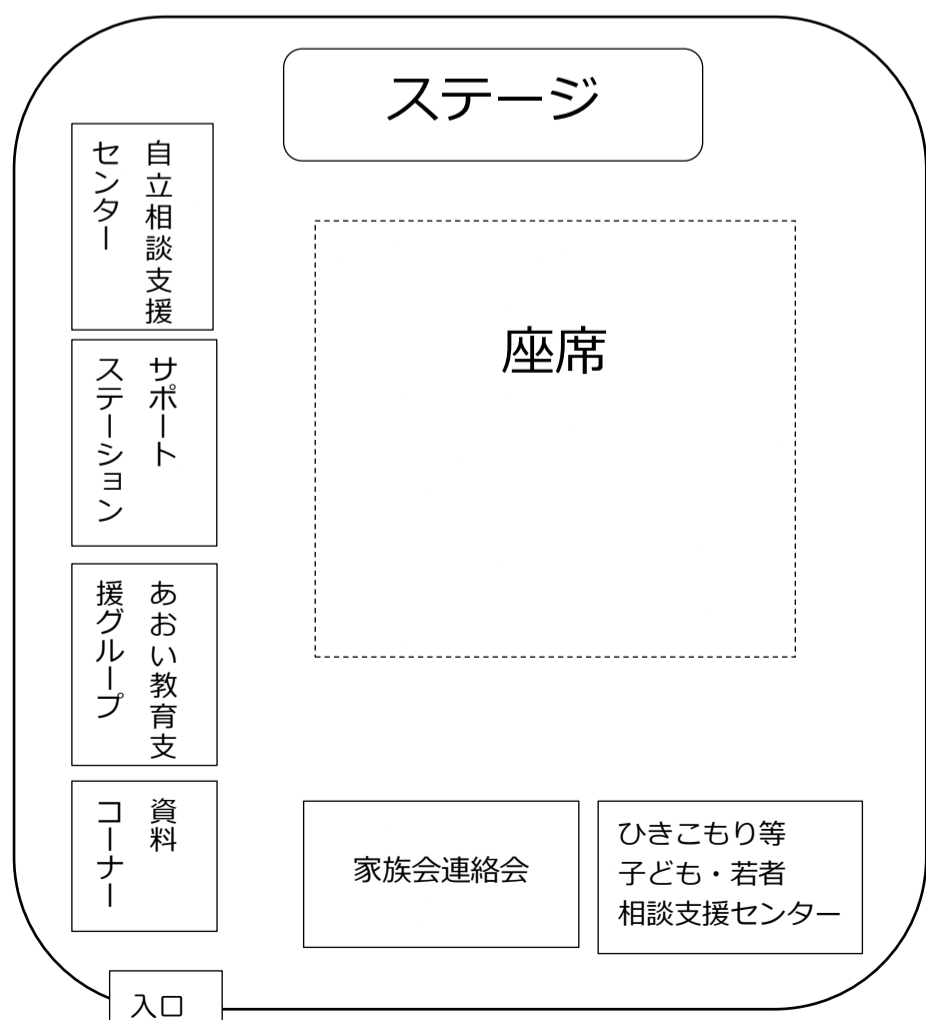 ステージ
自立相談支援
センター
座席
サポート
ステーション
あおい教育支
援グループ
資料
コーナー
家族会連絡会
ひきこもり等
子ども・若者
相談支援センター
入口